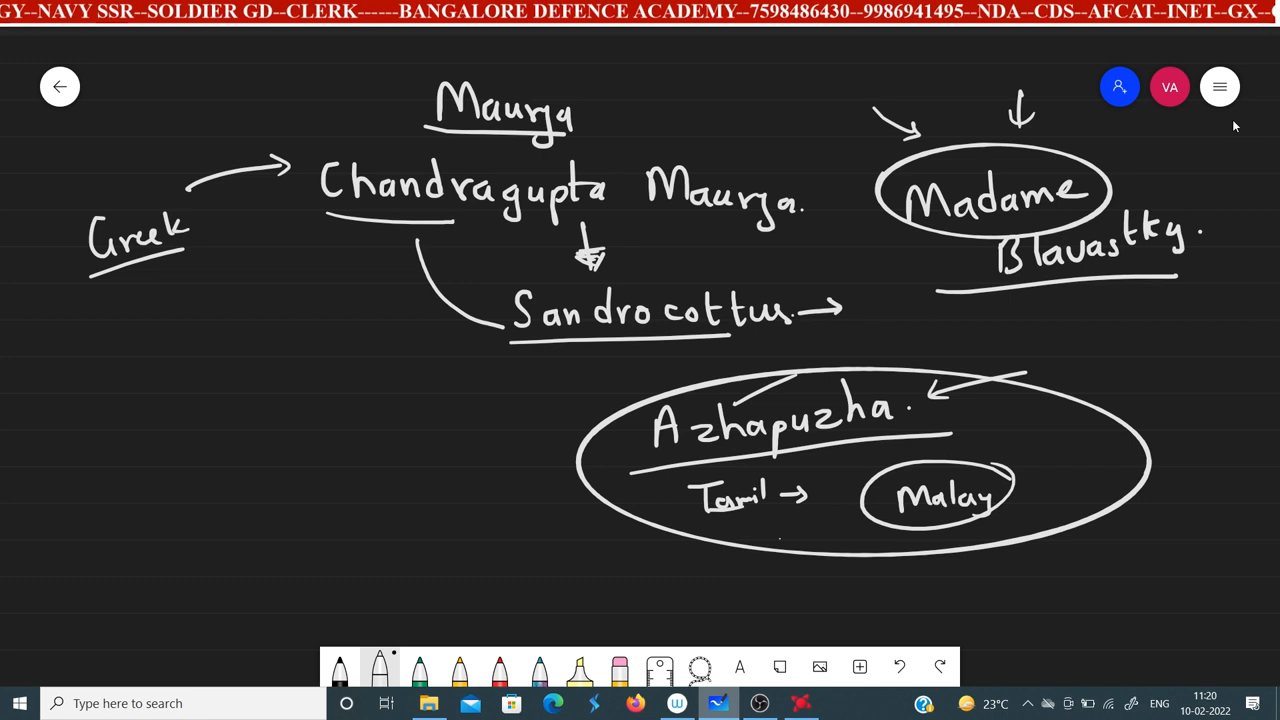 GY--NAVY SSR--SOLDIER GD--CLERK------BANGALORE DEFENCE ACADEMY--7598486430--9986941495--NDA--CDS--AFCAT--INET--GX--
VA
Maurya
Chandragupta Maurya.
Madame
Blavastky.
Greek
Sandrocottus
Azhapuzha.
Tamil
Malay
A
Type here to search
23°C
ENG
11:20
10-02-2022